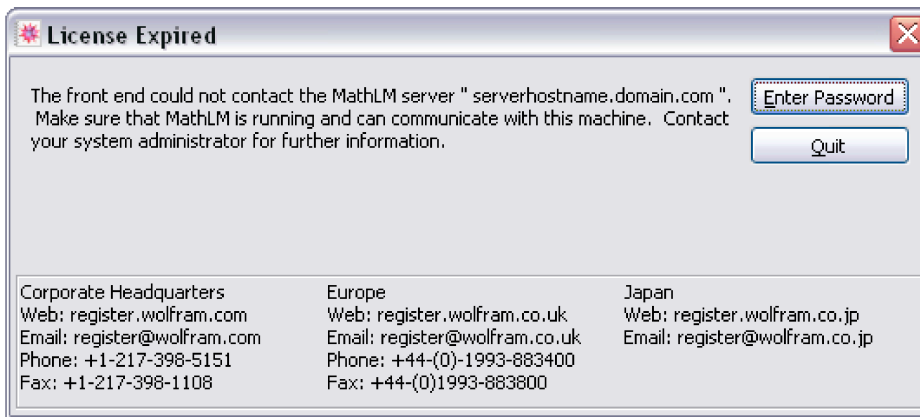 License Expired
The front end could not contact the MathLM server " serverhostname.domain.com ".
Make sure that MathLM is running and can communicate with this machine.  Contact
your system administrator for further information.
Enter Password
Quit
Corporate Headquarters
Web: register.wolfram.com
Email: register@wolfram.com
Phone: +1-217-398-5151
Fax: +1-217-398-1108
Europe
Web: register.wolfram.co.uk
Email: register@wolfram.co.uk
Phone: +44-(0)-1993-883400
Fax: +44-(0)1993-883800
Japan
Web: register.wolfram.co.jp
Email: register@wolfram.co.jp